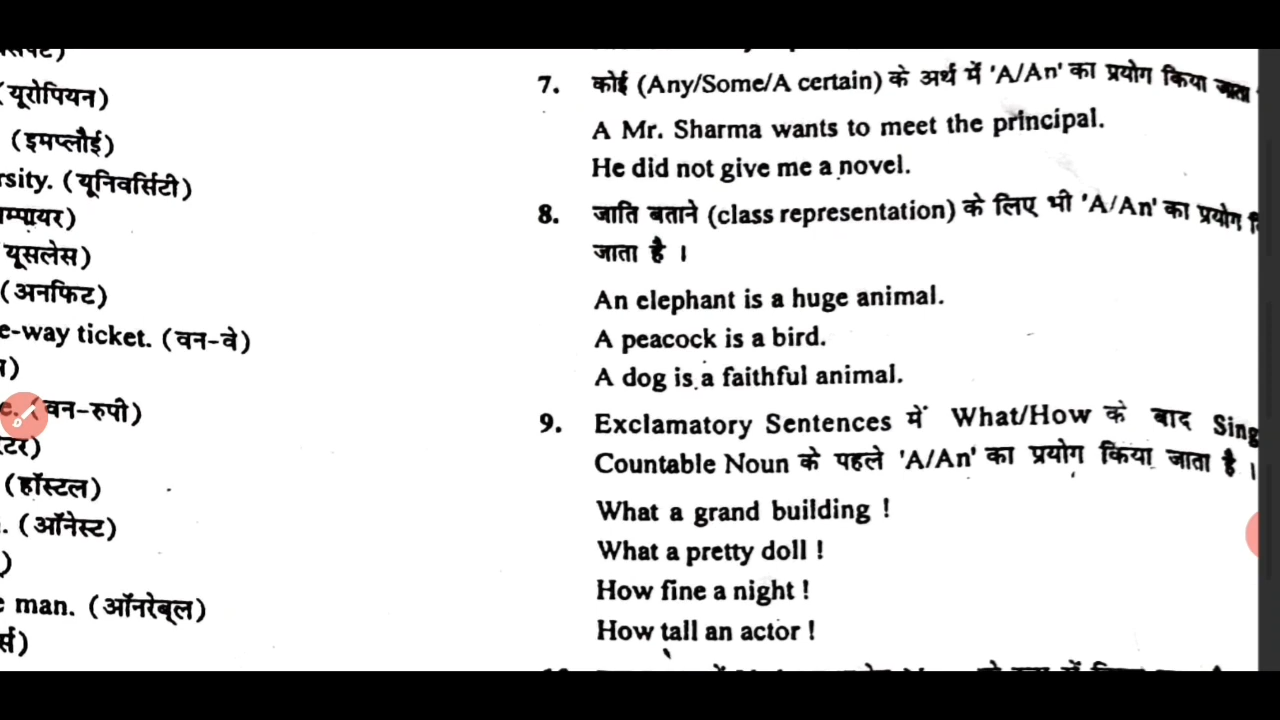 (यूरोपियन)
(इमप्लौई)
rsity. (यूनिवर्सिटी)
म्पायर)
यूसलेस)
(अनफिट)
e-way ticket. (वन-वे)
e. (वन-रुपी)
टर)
(हॉस्टल)
. (ऑनेस्ट)
e man. (ऑनरेब्ल)
र्स)
7. कोई (Any/Some/A certain) के अर्थ में 'A/An' का प्रयोग किया जाता
A Mr. Sharma wants to meet the principal.
He did not give me a novel.
8. जाति बताने (class representation) के लिए भी 'A/An' का प्रयोग
जाता है ।
An elephant is a huge animal.
A peacock is a bird.
A dog is a faithful animal.
9. Exclamatory Sentences में What/How के बाद Sing
Countable Noun के पहले 'A/An' का प्रयोग किया जाता है ।
What a grand building !
What a pretty doll !
How fine a night !
How tall an actor !